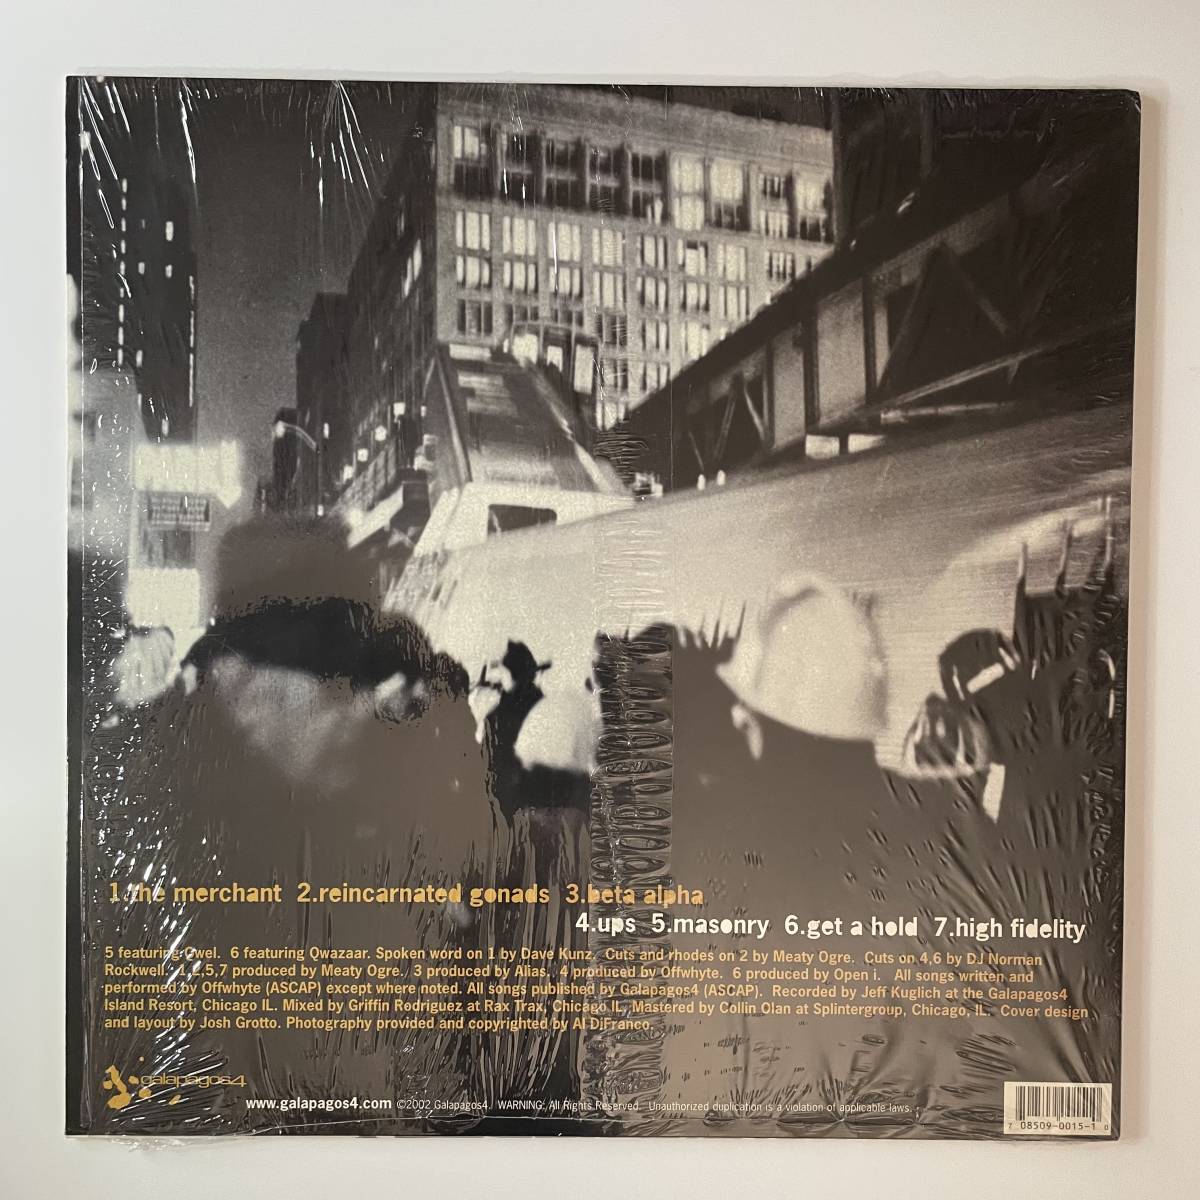 1.the merchant 2.reincarnated gonads 3.beta alpha
4.ups 5.masonry 6.get a hold 7.high fidelity
5 featuring Qwel. 6 featuring Qwazaar. Spoken word on 1 by Dave Kunz. Cuts and rhodes on 2 by Meaty Ogre. Cuts on 4,6 by DJ Norman
Rockwell. 1,2,5,7 produced by Meaty Ogre. 3 produced by Alias. 4 produced by Offwhyte. 6 produced by Open i. All songs written and
performed by Offwhyte (ASCAP) except where noted. All songs published by Galapagos4 (ASCAP). Recorded by Jeff Kuglich at the Galapagos4
Island Resort, Chicago IL. Mixed by Griffin Redriguez at Rax Trax, Chicago IL. Mastered by Collin Olan at Splintergroup, Chicago, IL. Cover design
and layout by Josh Grotto. Photography provided and copyrighted by Al DiFranco.
galapagos4
www.galapagos4.com ©2002 Galapagos4. WARNING: All Rights Reserved. Unauthorized duplication is a violation of applicable laws.
7 08509-0015-1 0